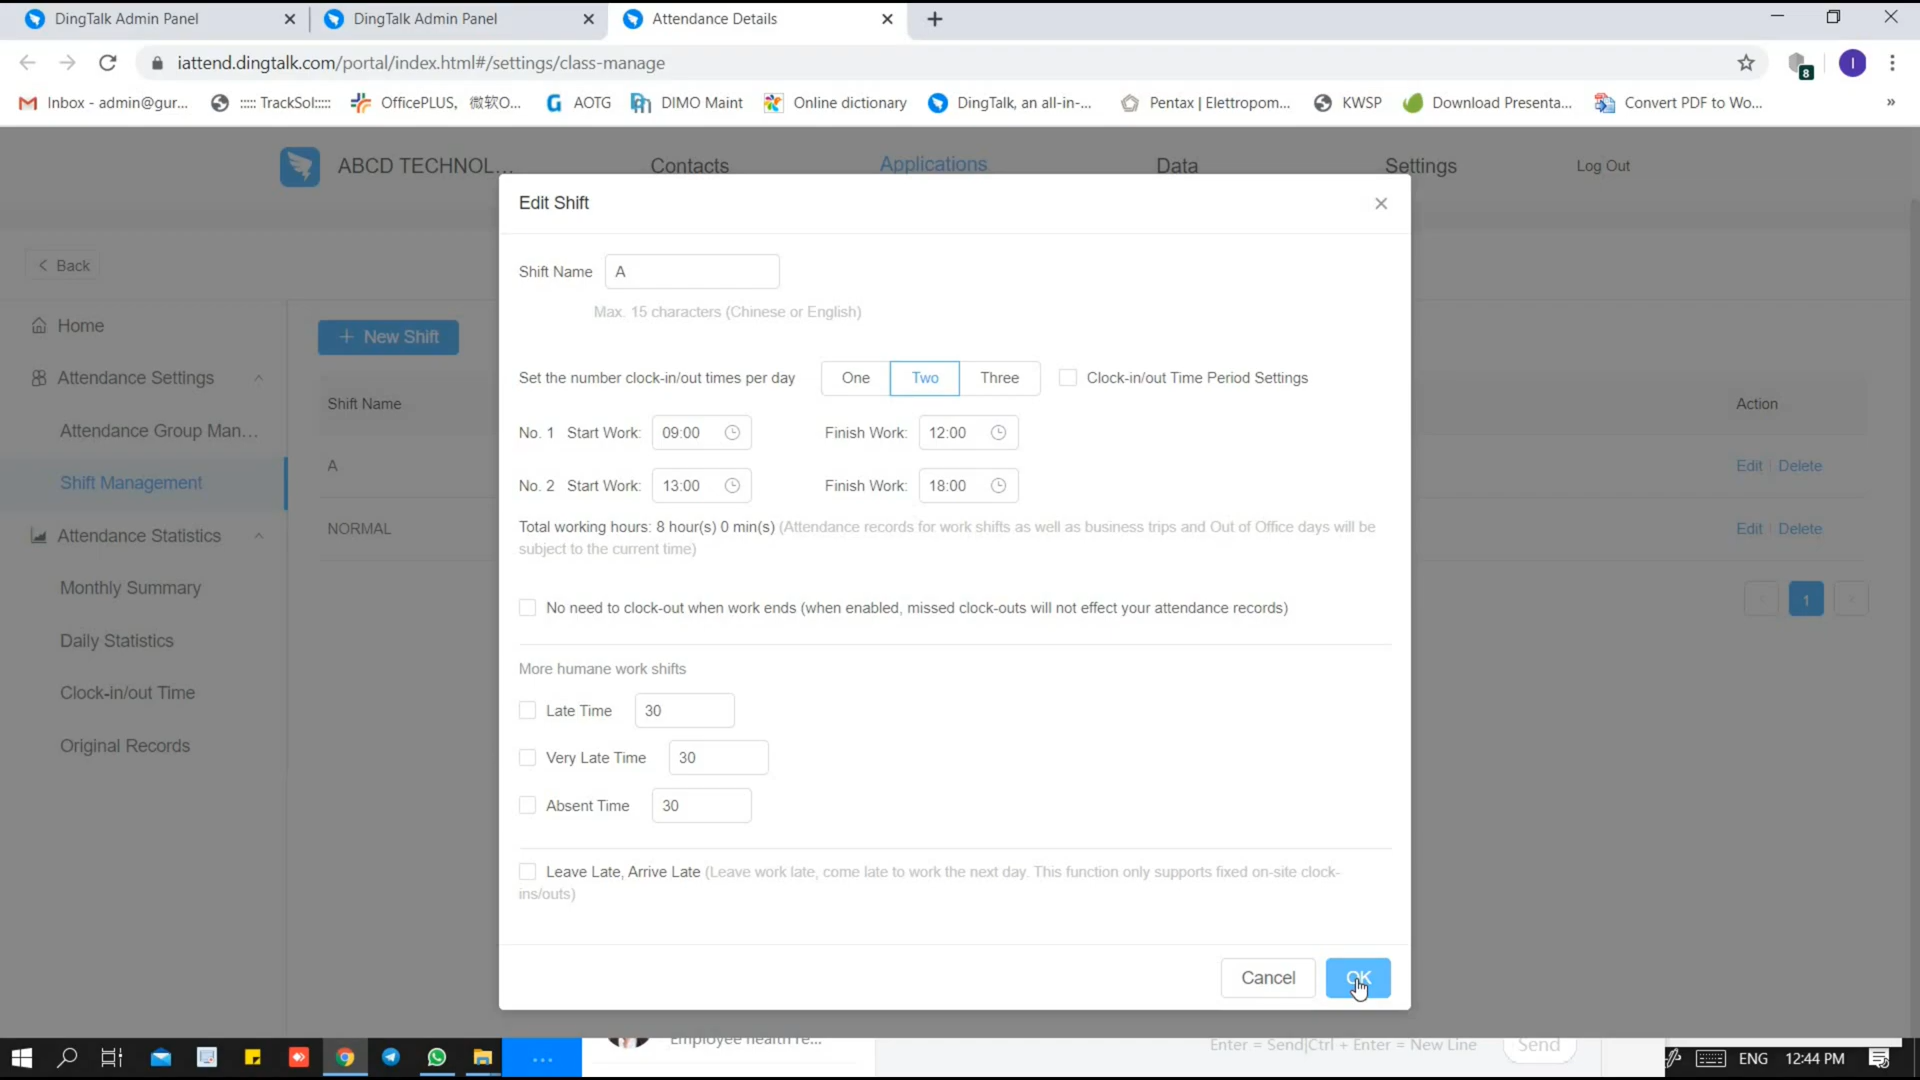 DingTalk Admin Panel
DingTalk Admin Panel
Attendance Details
iattend.dingtalk.com/portal/index.html#/settings/class-manage
8
I
Inbox - admin@gur...
::::: TrackSol:::::
OfficePLUS, 微软O...
G AOTG
DIMO Maint
Online dictionary
DingTalk, an all-in-...
Pentax | Elettropom...
KWSP
Download Presenta...
Convert PDF to Wo...
»
ABCD TECHNOL...
Contacts
Applications
Data
Settings
Log Out
Back
Home
Attendance Settings
Attendance Group Man...
Shift Management
Attendance Statistics
Monthly Summary
Daily Statistics
Clock-in/out Time
Original Records
+ New Shift
Shift Name
Action
A
Edit | Delete
NORMAL
Edit | Delete
1
Edit Shift
Shift Name A
Max. 15 characters (Chinese or English)
Set the number clock-in/out times per day One Two Three Clock-in/out Time Period Settings
No. 1 Start Work: 09:00 Finish Work: 12:00
No. 2 Start Work: 13:00 Finish Work: 18:00
Total working hours: 8 hour(s) 0 min(s) (Attendance records for work shifts as well as business trips and Out of Office days will be
subject to the current time)
No need to clock-out when work ends (when enabled, missed clock-outs will not effect your attendance records)
More humane work shifts
Late Time 30
Very Late Time 30
Absent Time 30
Leave Late, Arrive Late (Leave work late, come late to work the next day. This function only supports fixed on-site clock-
ins/outs)
Cancel
OK
Employee health re...
Enter = Send|Ctrl + Enter = New Line
Send
ENG
12:44 PM